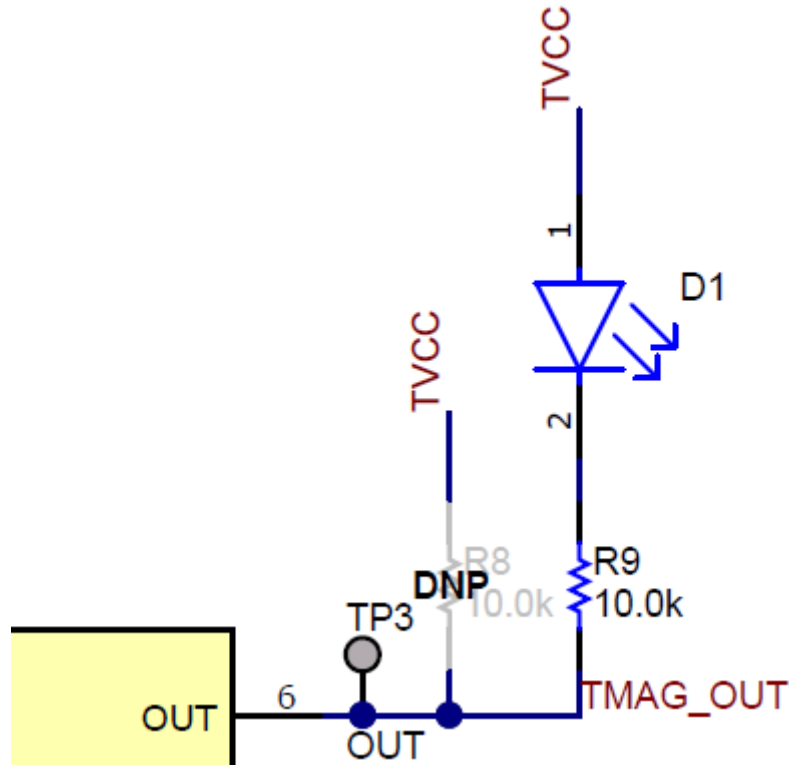 TVCC
1
D1
TVCC
2
R8
R9
DNP
10.0k
10.0k
TP3
6
TMAG_OUT
OUT
OUT